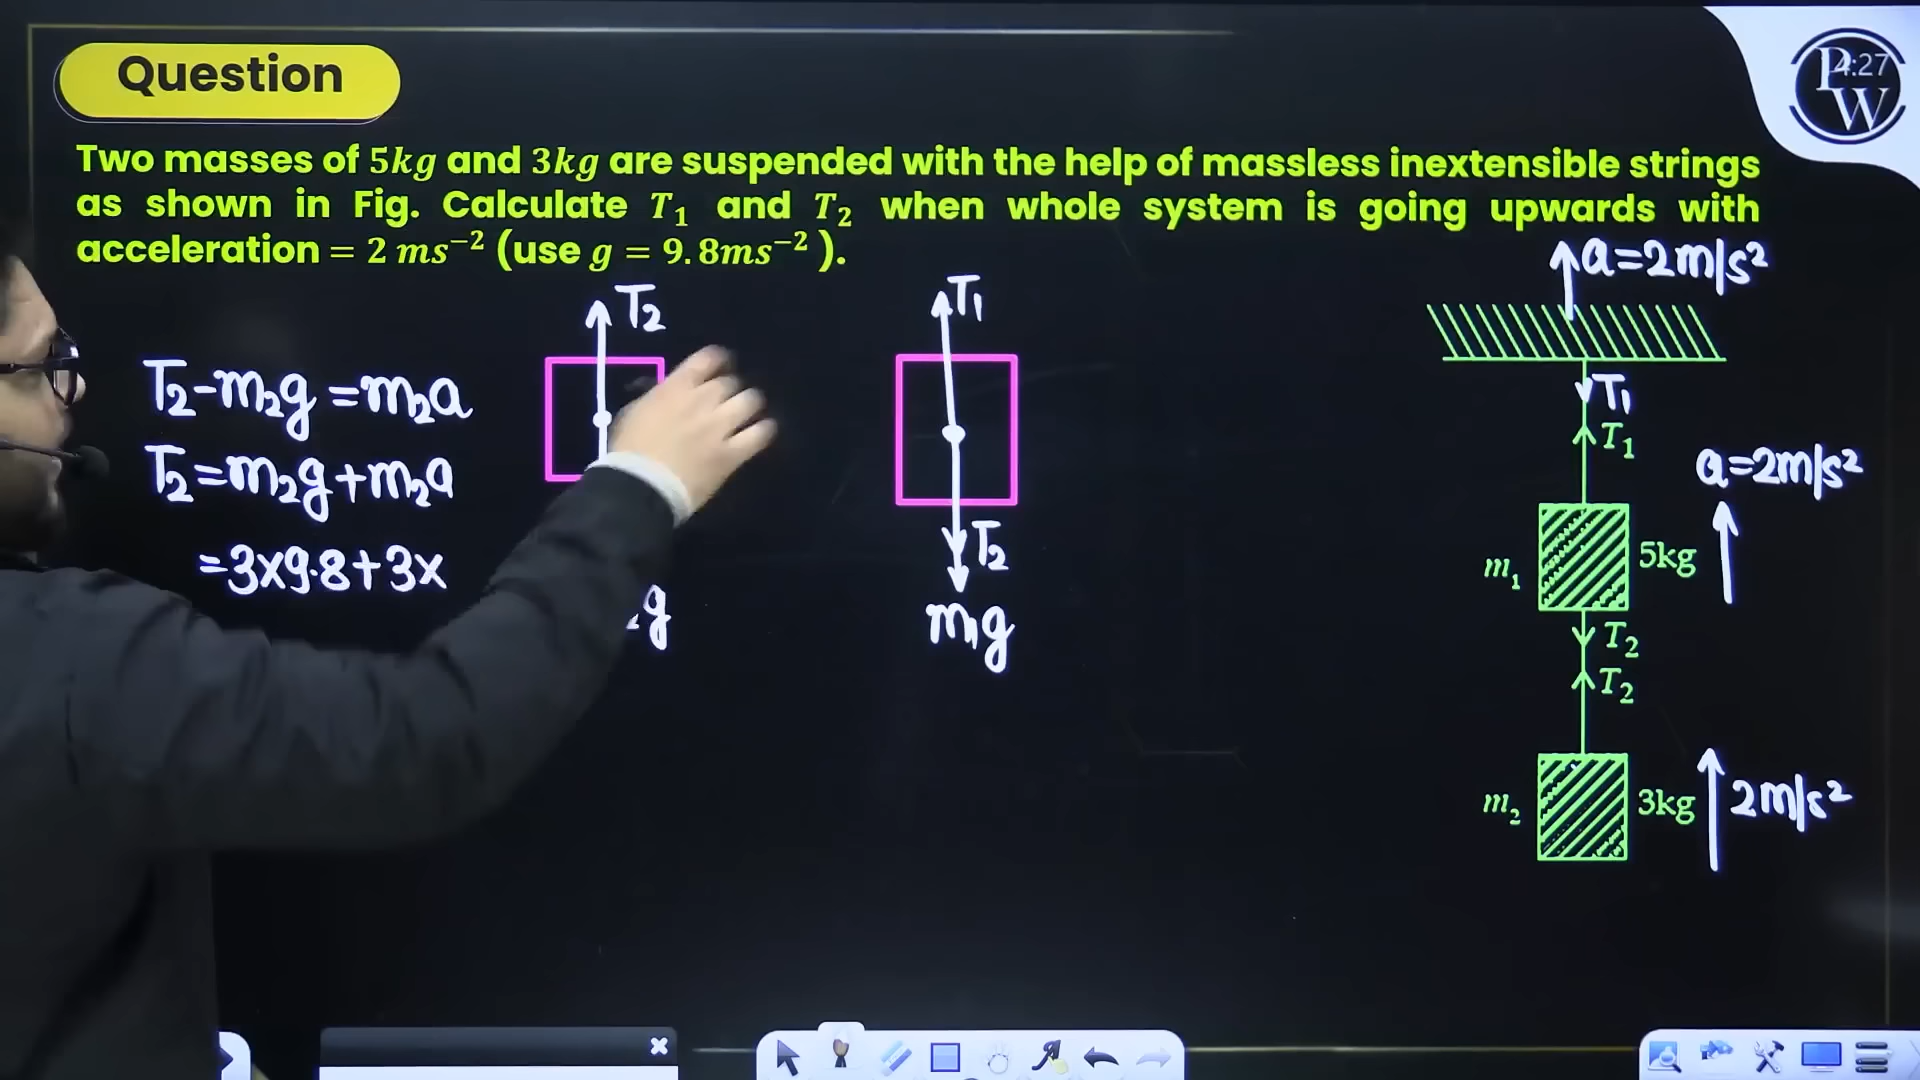 Question
PW
4:27
Two masses of 5kg and 3kg are suspended with the help of massless inextensible strings
as shown in Fig. Calculate T₁ and T₂ when whole system is going upwards with
acceleration = 2 ms⁻² (use g = 9.8ms⁻² ).
a=2m/s²
T₂
T₁
T₂-m₂g=m₂a
T₂=m₂g+m₂a
=3x9.8+3x
g
T₂
m₁g
T₁
T₁
a=2m/s²
m₁
5kg
T₂
T₂
m₂
3kg
2m/s²